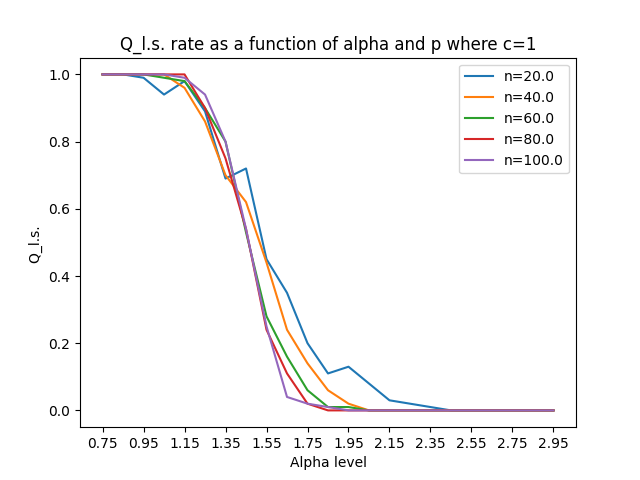 Q_l.s. rate as a function of alpha and p where c=1
n=20.0
n=40.0
n=60.0
n=80.0
n=100.0
1.0
0.8
0.6
0.4
0.2
0.0
Q_l.s.
0.75 0.95 1.15 1.35 1.55 1.75 1.95 2.15 2.35 2.55 2.75 2.95
Alpha level